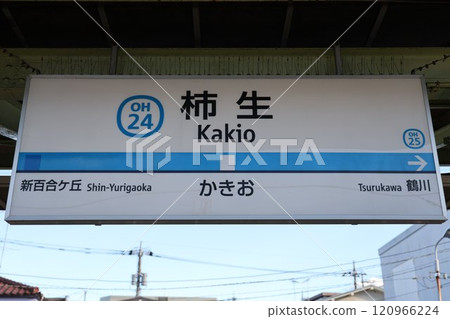 OH
24
柿生
Kakio
OH
25
新百合ケ丘 Shin-Yurigaoka
かきお
Tsurukawa 鶴川
120966224